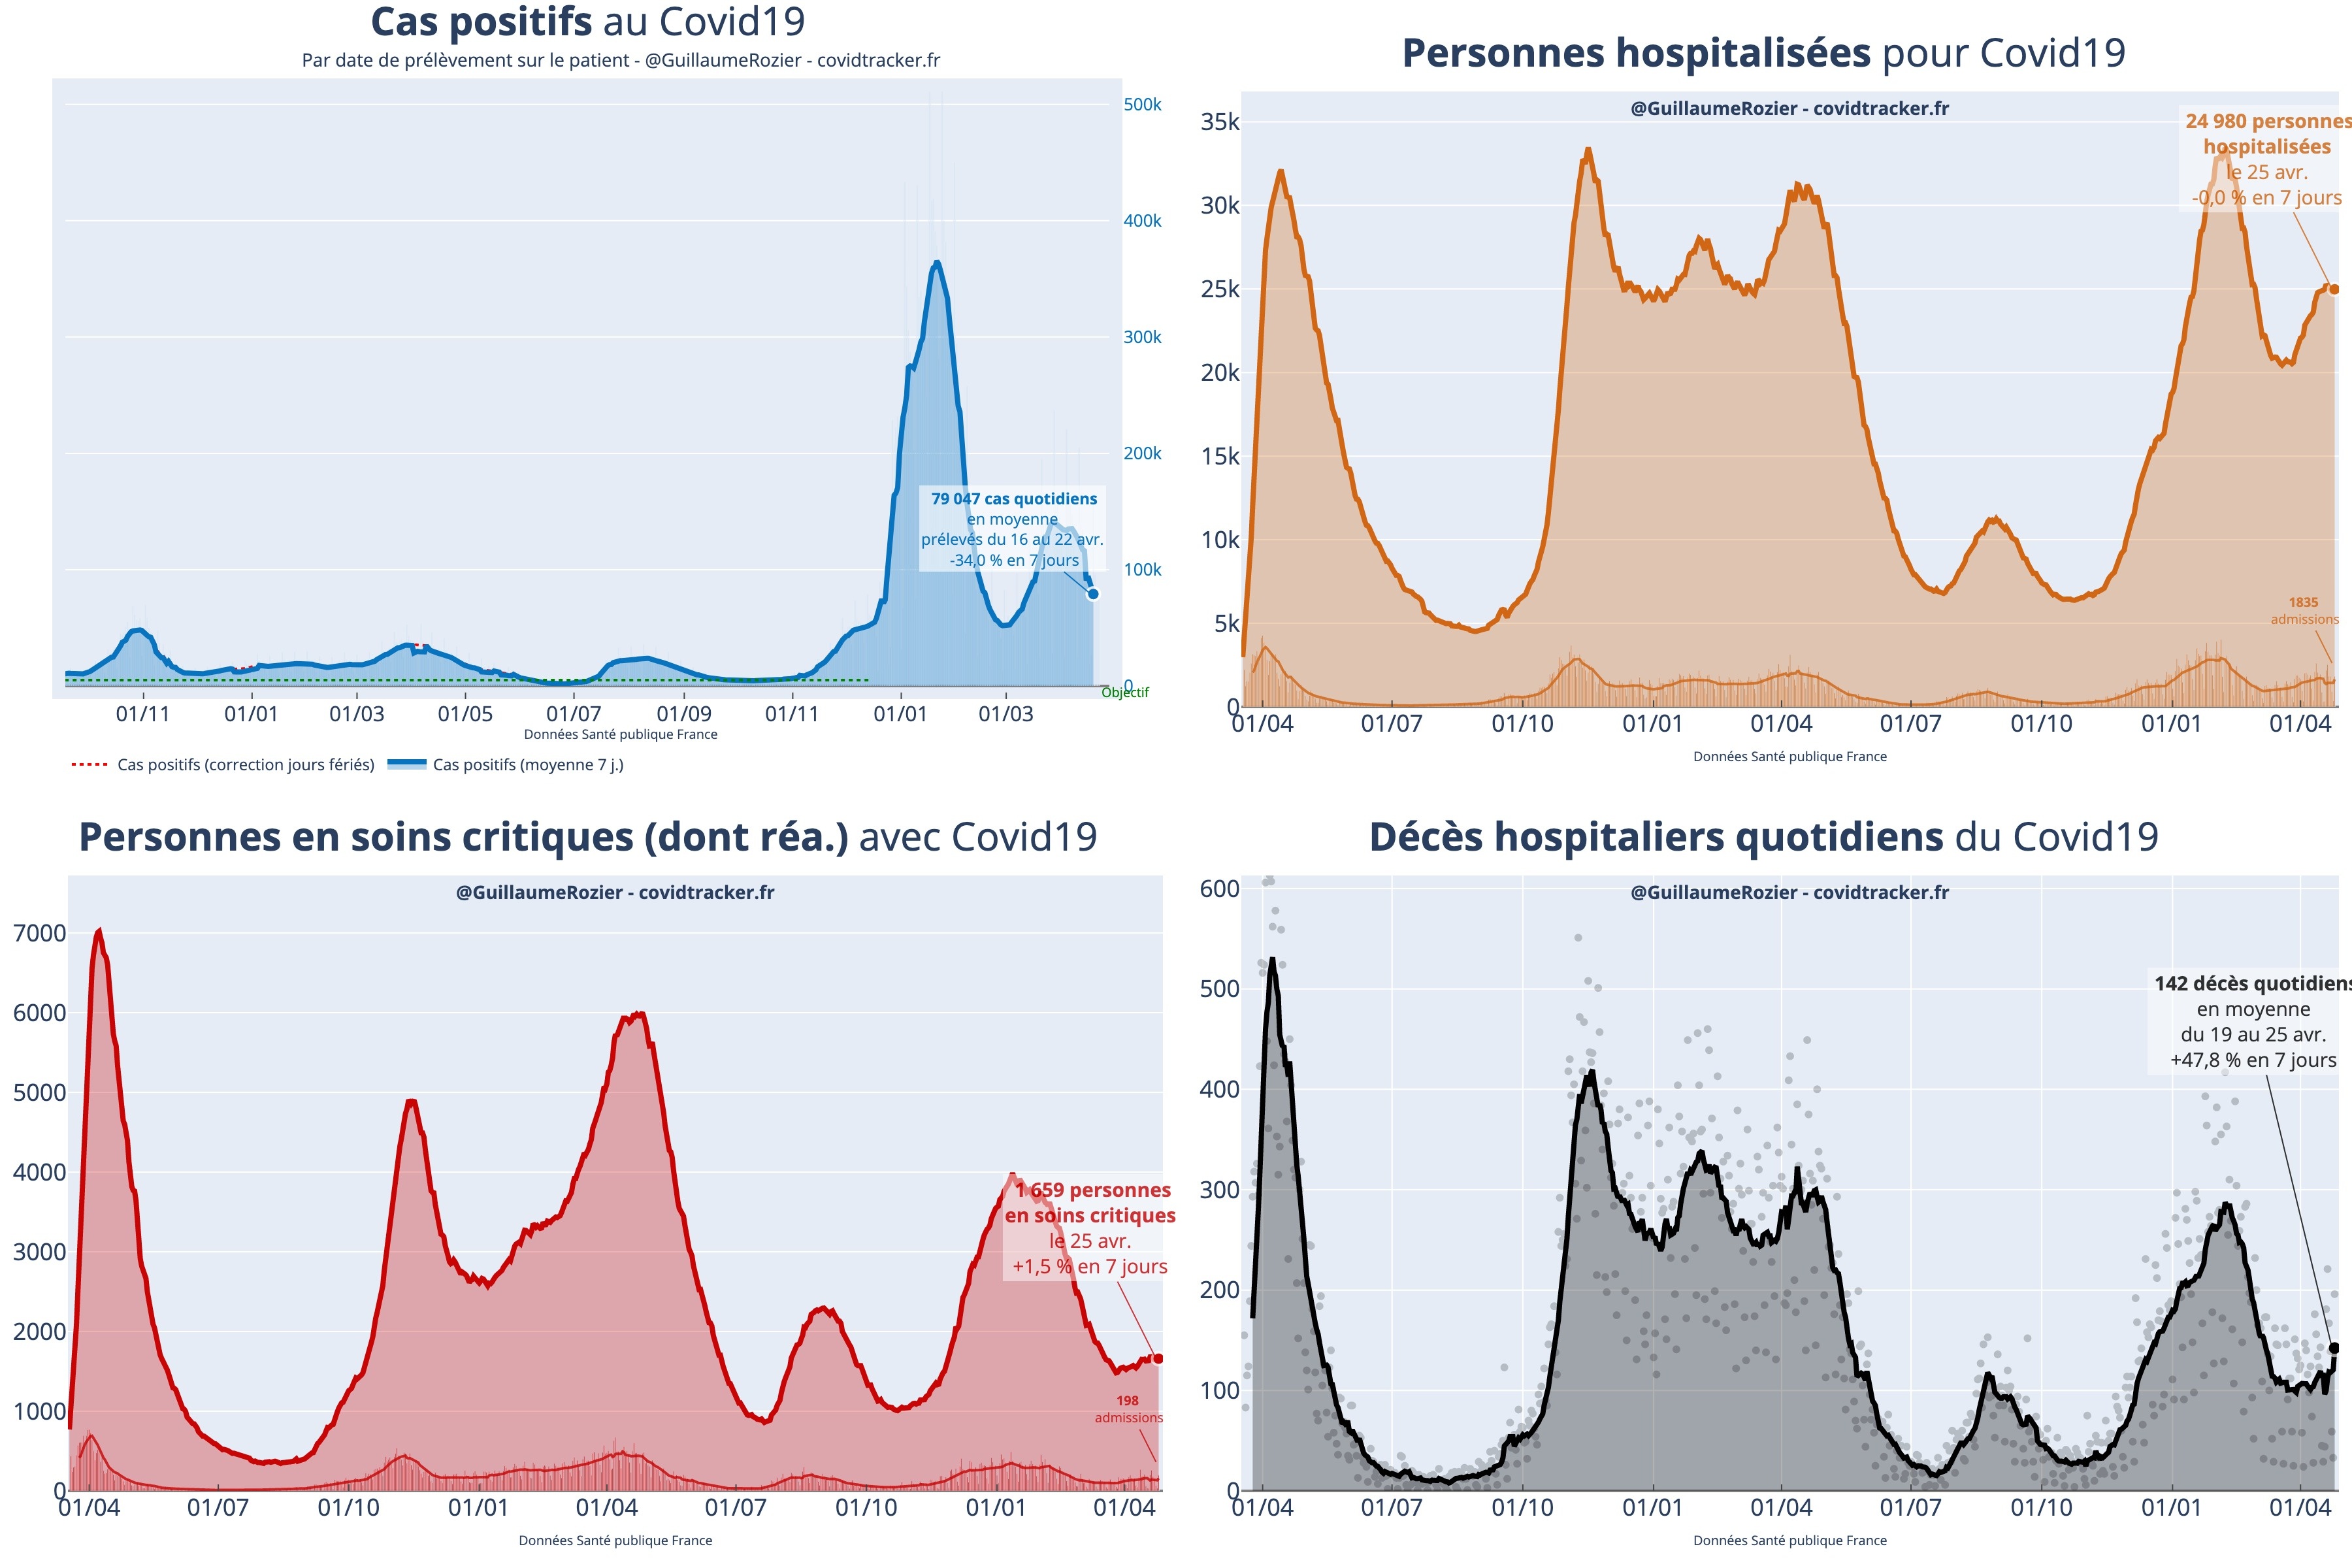 Cas positifs au Covid19
Par date de prélèvement sur le patient - @GuillaumeRozier - covidtracker.fr
500k
400k
300k
200k
100k
0
79 047 cas quotidiens
en moyenne
prélevés du 16 au 22 avr.
-34,0 % en 7 jours
Objectif
01/11 01/01 01/03 01/05 01/07 01/09 01/11 01/01 01/03
Données Santé publique France
Cas positifs (correction jours fériés) Cas positifs (moyenne 7 j.)
Personnes hospitalisées pour Covid19
@GuillaumeRozier - covidtracker.fr
35k
30k
25k
20k
15k
10k
5k
0
24 980 personnes
hospitalisées
le 25 avr.
-0,0 % en 7 jours
1835
admissions
01/04 01/07 01/10 01/01 01/04 01/07 01/10 01/01 01/04
Données Santé publique France
Personnes en soins critiques (dont réa.) avec Covid19
@GuillaumeRozier - covidtracker.fr
7000
6000
5000
4000
3000
2000
1000
0
1 659 personnes
en soins critiques
le 25 avr.
+1,5 % en 7 jours
198
admissions
01/04 01/07 01/10 01/01 01/04 01/07 01/10 01/01 01/04
Données Santé publique France
Décès hospitaliers quotidiens du Covid19
@GuillaumeRozier - covidtracker.fr
600
500
400
300
200
100
0
142 décès quotidiens
en moyenne
du 19 au 25 avr.
+47,8 % en 7 jours
01/04 01/07 01/10 01/01 01/04 01/07 01/10 01/01 01/04
Données Santé publique France